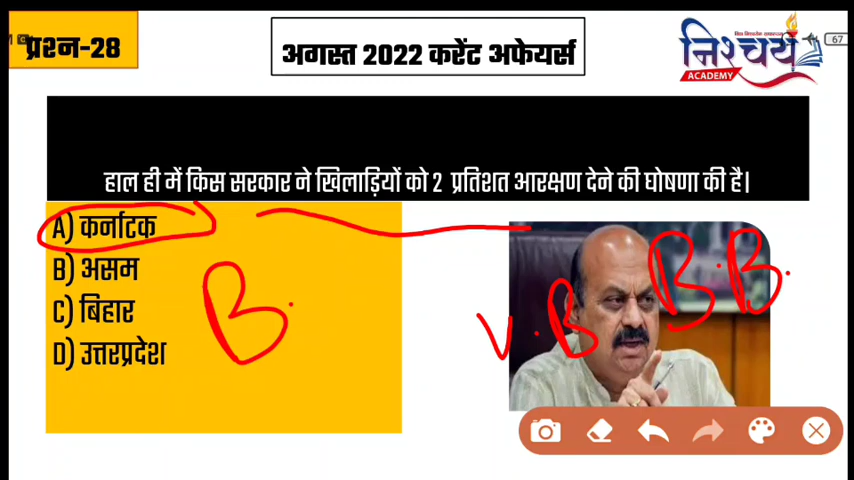 प्रश्न-28
अगस्त 2022 करेंट अफेयर्स
निश्चय
ACADEMY
67
हाल ही में किस सरकार ने खिलाड़ियों को 2 प्रतिशत आरक्षण देने की घोषणा की है।
A) कर्नाटक
B) असम
C) बिहार
D) उत्तरप्रदेश
B.
V.B B.B.